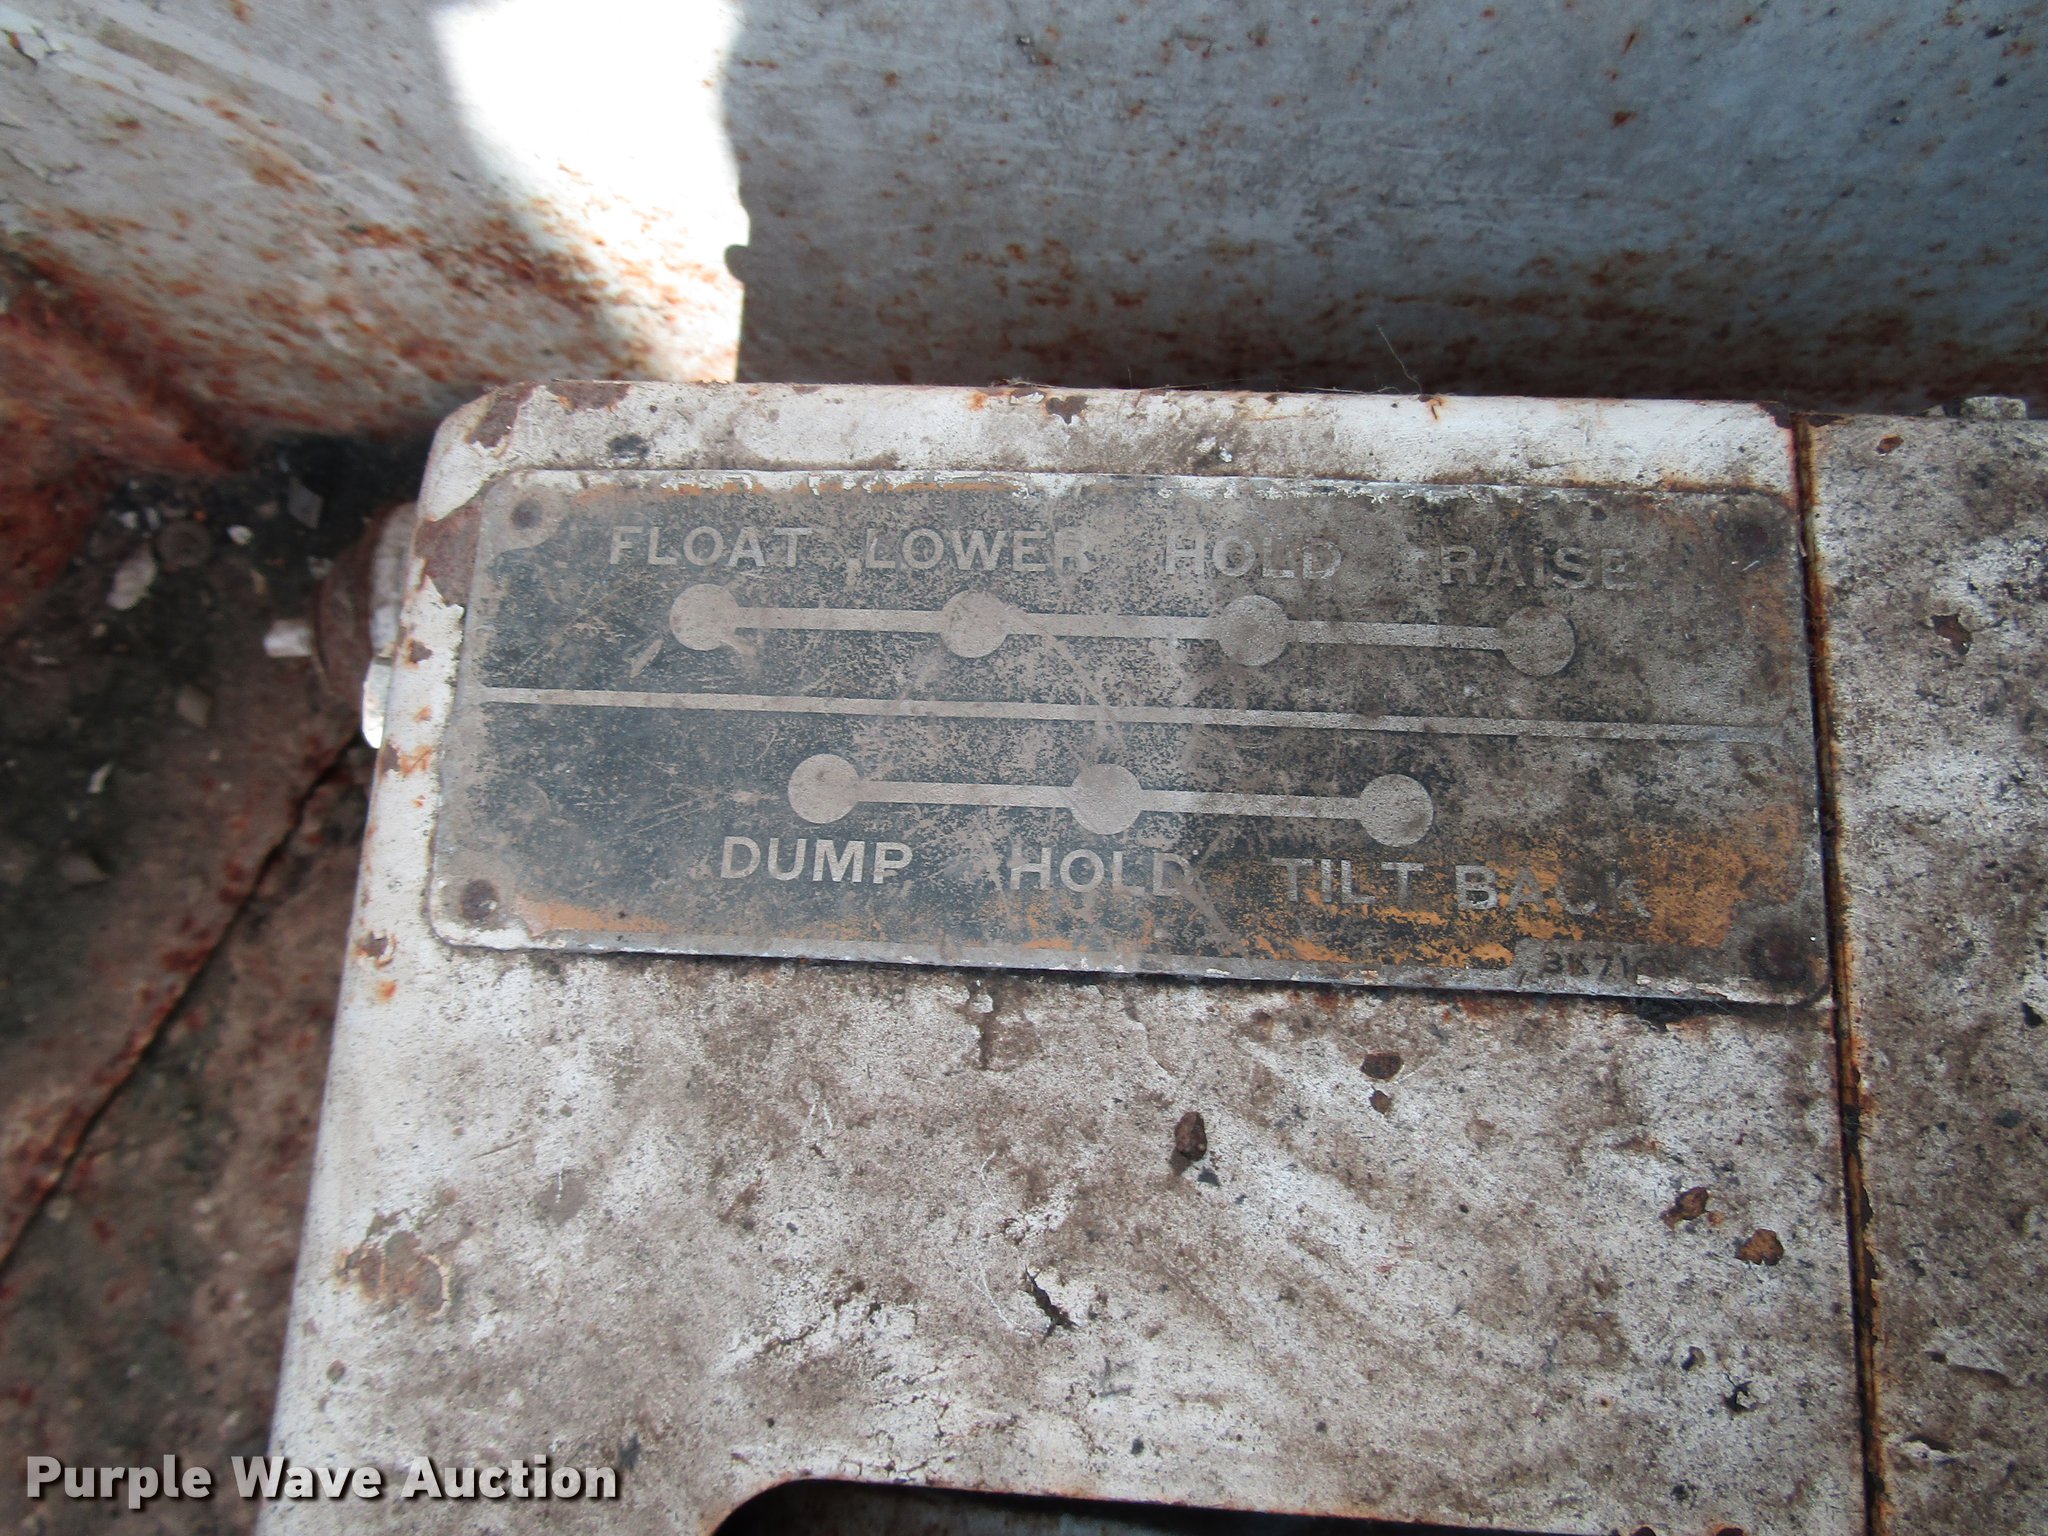 FLOAT LOWER HOLD RAISE
DUMP HOLD TILT BACK
Purple Wave Auction